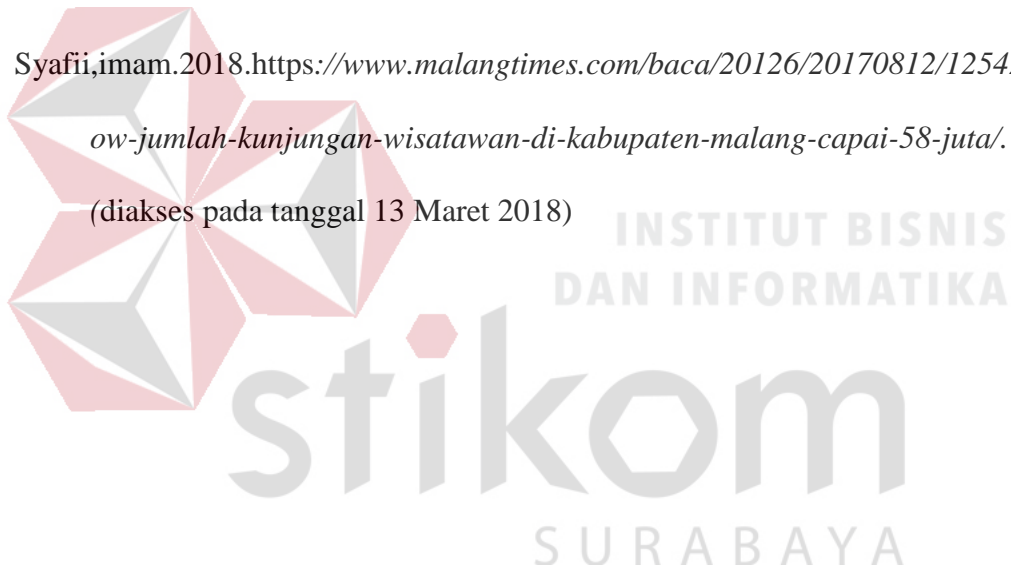 Syafii,imam.2018.https://www.malangtimes.com/baca/20126/20170812/1254
ow-jumlah-kunjungan-wisatawan-di-kabupaten-malang-capai-58-juta/.
(diakses pada tanggal 13 Maret 2018)
INSTITUT BISNIS
DAN INFORMATIKA
stikom
SURABAYA